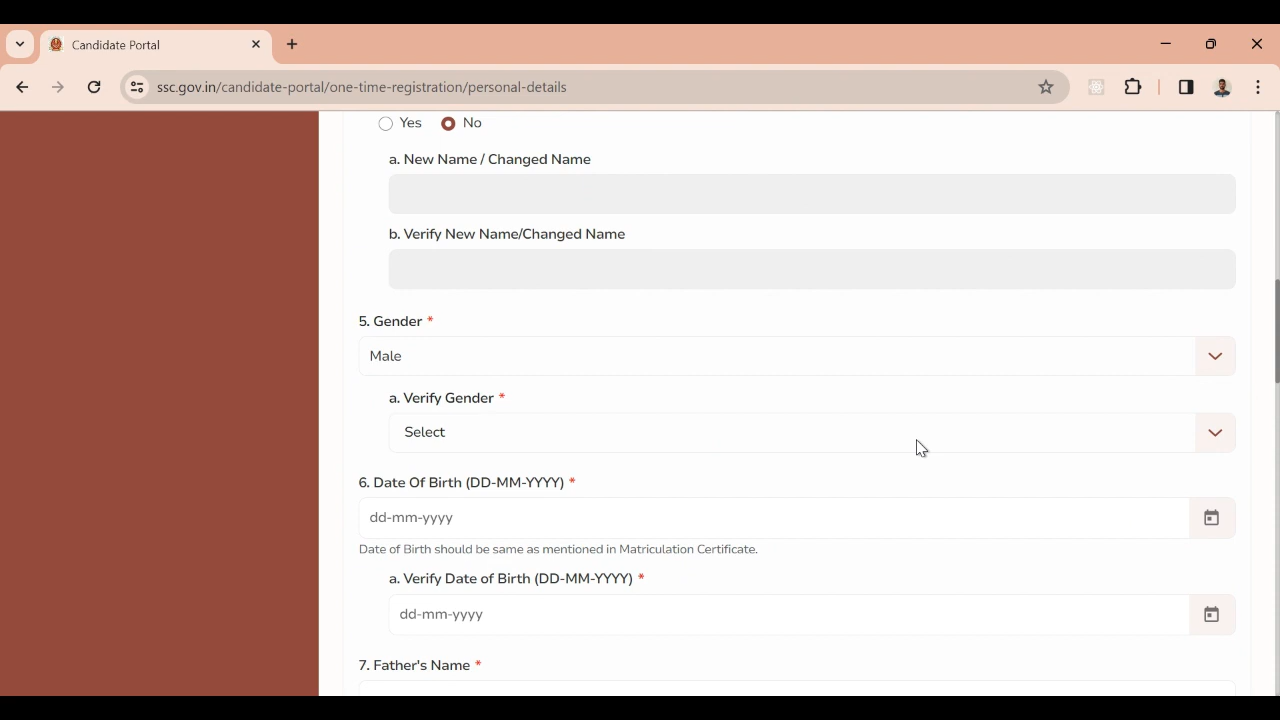 Candidate Portal
ssc.gov.in/candidate-portal/one-time-registration/personal-details
Yes No
a. New Name / Changed Name
b. Verify New Name/Changed Name
5. Gender *
Male
a. Verify Gender *
Select
6. Date Of Birth (DD-MM-YYYY) *
dd-mm-yyyy
Date of Birth should be same as mentioned in Matriculation Certificate.
a. Verify Date of Birth (DD-MM-YYYY) *
dd-mm-yyyy
7. Father's Name *